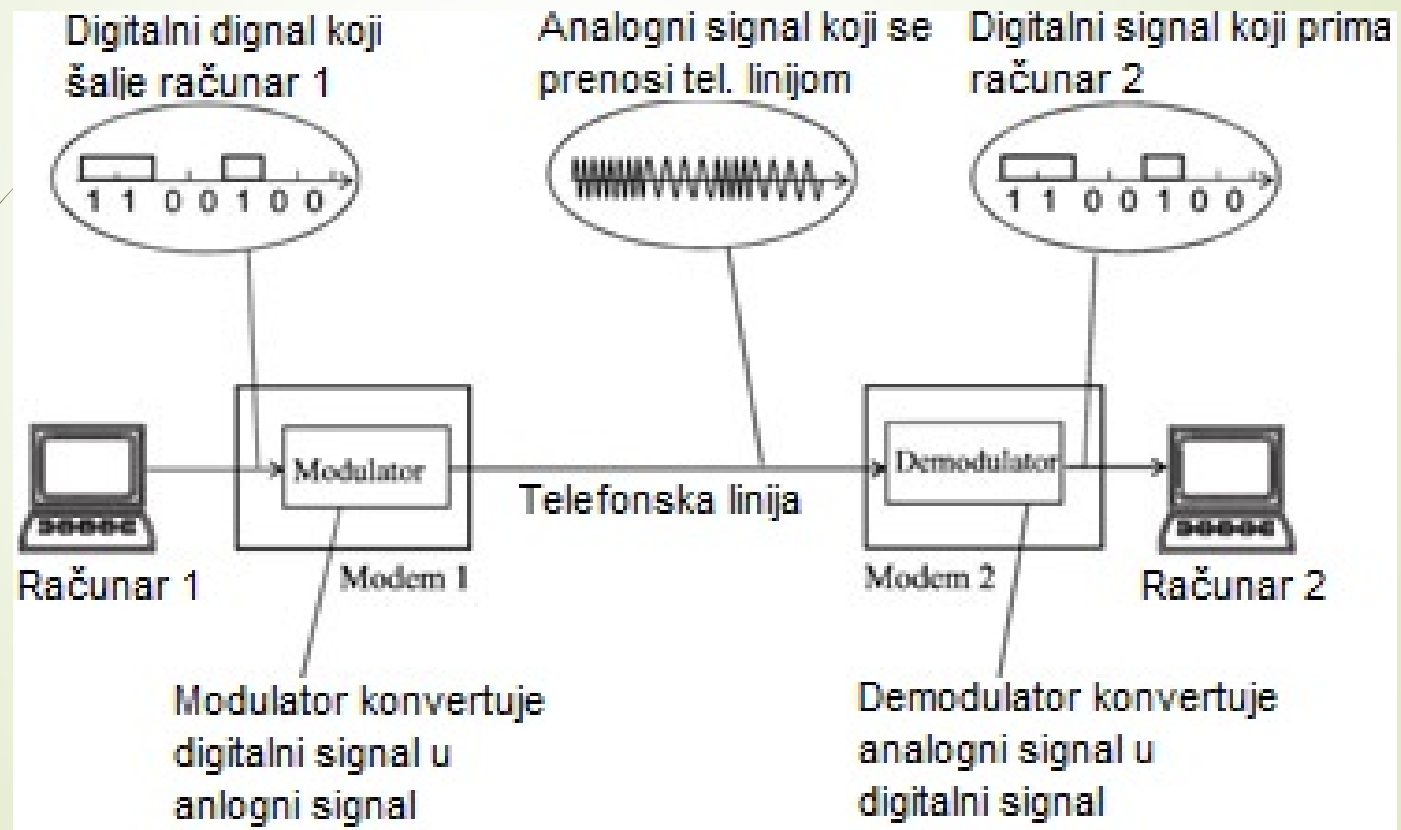 Digitalni dignal koji
šalje računar 1
Analogni signal koji se
prenosi tel. linijom
Digitalni signal koji prima
računar 2
1 1 0 0 1 0 0
1 1 0 0 1 0 0
Modulator
Demodulator
Telefonska linija
Računar 1
Modem 1
Modem 2
Računar 2
Modulator konvertuje
digitalni signal u
anlogni signal
Demodulator konvertuje
analogni signal u
digitalni signal